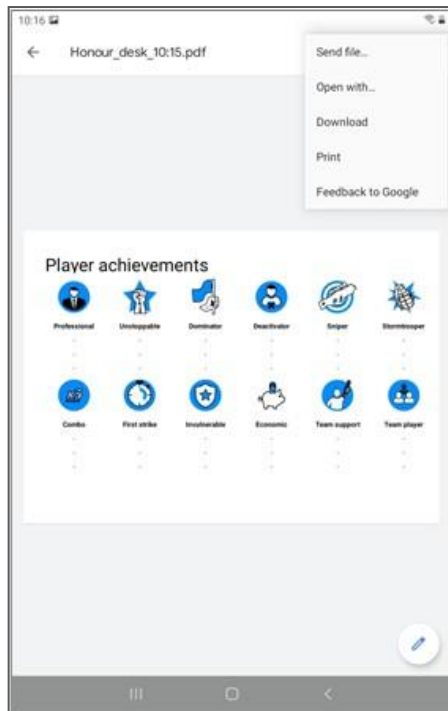 10:16
Honour_desk_10:15.pdf
Send file...
Open with...
Download
Print
Feedback to Google
Player achievements
Professional Unstoppable Dominator Deactivator Sniper Stormtrooper
Combo First strike Invulnerable Economic Team support Team player